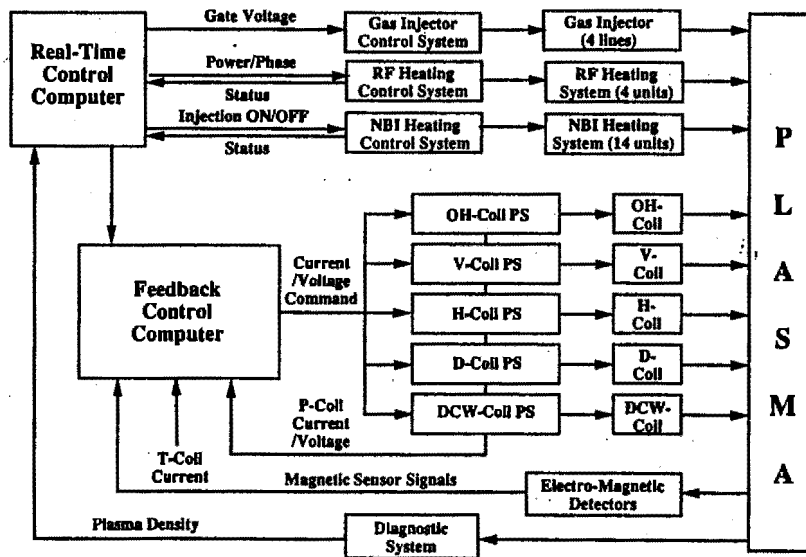 Real-Time
Control
Computer
Gate Voltage
Gas Injector
Control System
Gas Injector
(4 lines)
Power/Phase
Status
RF Heating
Control System
RF Heating
System (4 units)
Injection ON/OFF
Status
NBI Heating
Control System
NBI Heating
System (14 units)
PLASMA
Feedback
Control
Computer
Current
/Voltage
Command
OH-Coil PS
OH-
Coil
V-Coil PS
V-
Coil
H-Coil PS
H-
Coil
D-Coil PS
D-
Coil
DCW-Coil PS
DCW-
Coil
P-Coil
Current
/Voltage
T-Coil
Current
Magnetic Sensor Signals
Electro-Magnetic
Detectors
Plasma Density
Diagnostic
System